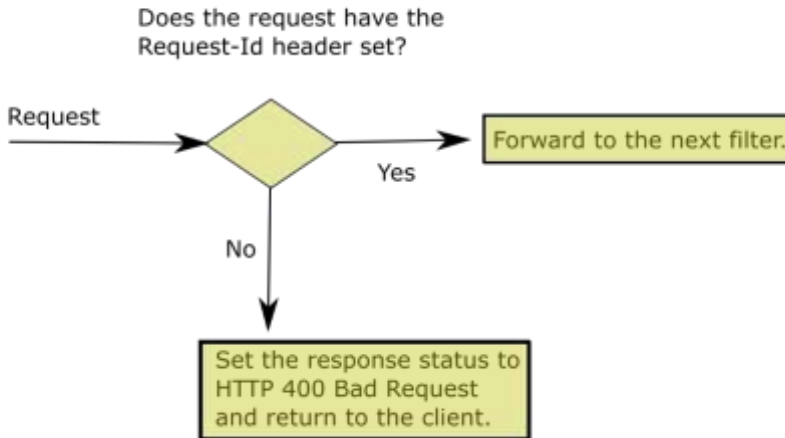 Does the request have the
Request-Id header set?
Request
Forward to the next filter.
Yes
No
Set the response status to
HTTP 400 Bad Request
and return to the client.